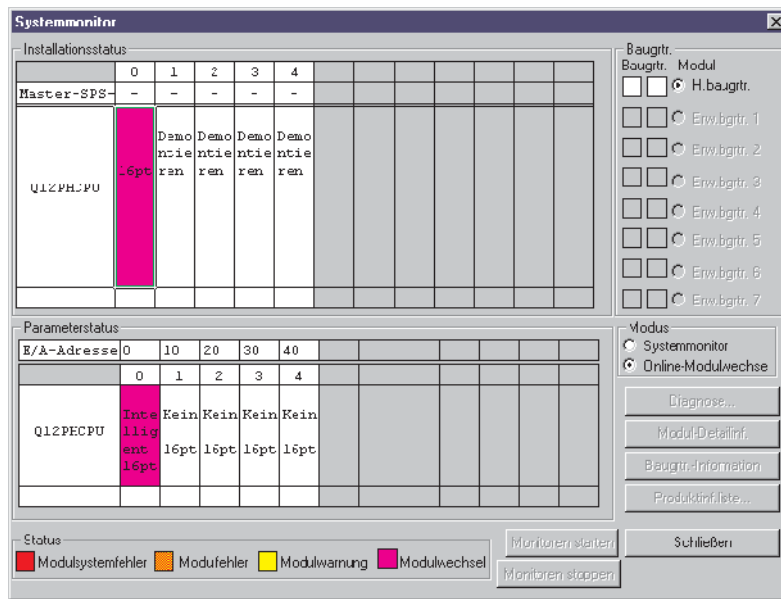 Systemmonitor
Installationsstatus
0 1 2 3 4
Master-SPS- - - - - -
Q12PHCPU
16pt
Demontieren Demontieren Demontieren Demontieren
Parameterstatus
E/A-Adresse 0 10 20 30 40
0 1 2 3 4
Q12PECPU
Intelligent 16pt
Kein 16pt Kein 16pt Kein 16pt Kein 16pt
Status
Modulsystemfehler Modufehler Modulwarnung Modulwechsel
Baugrtr.
Baugrtr. Modul
H.baugrtr.
Erw.bgrtr. 1
Erw.bgrtr. 2
Erw.bgrtr. 3
Erw.bgrtr. 4
Erw.bgrtr. 5
Erw.bgrtr. 6
Erw.bgrtr. 7
Modus
Systemmonitor
Online-Modulwechse
Diagnose...
Modul-Detailinf.
Baugrtr.-Information
Produktinf.liste...
Monitoren starten
Monitoren stoppen
Schließen